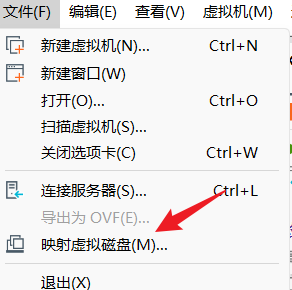 文件(F) 编辑(E) 查看(V) 虚拟机(M)
新建虚拟机(N)... Ctrl+N
新建窗口(W)
打开(O)... Ctrl+O
扫描虚拟机(S)...
关闭选项卡(C) Ctrl+W
连接服务器(S)... Ctrl+L
导出为 OVF(E)...
映射虚拟磁盘(M)...
退出(X)